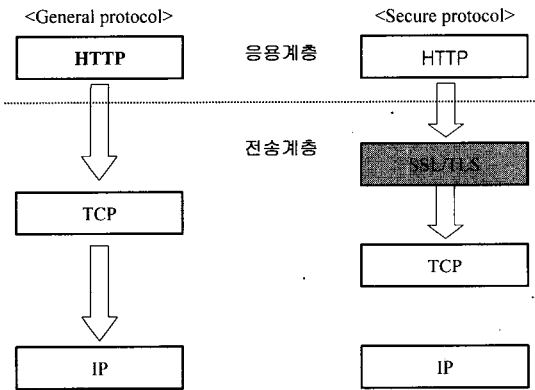 <General protocol>
<Secure protocol>
HTTP
응용계층
HTTP
전송계층
SSL/TLS
TCP
TCP
IP
IP